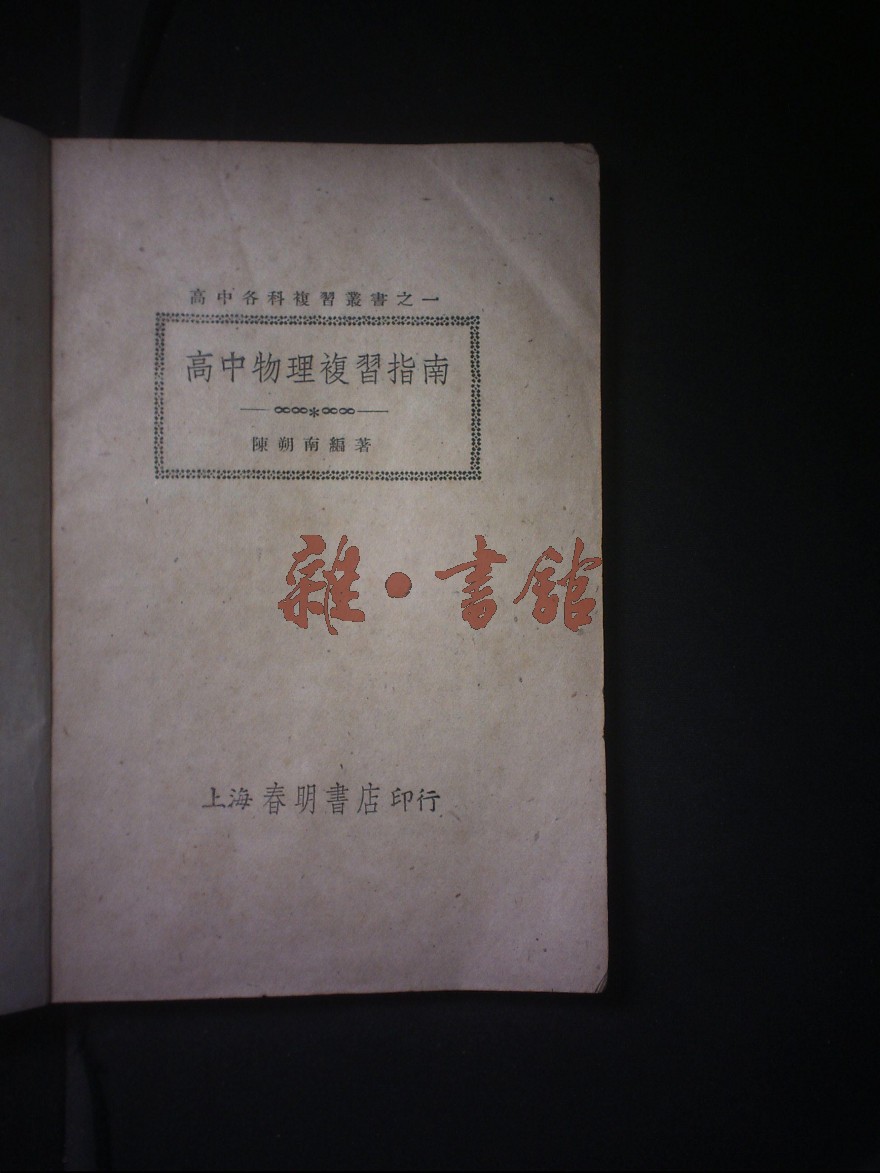 高中各科複習叢書之一
高中物理複習指南
陳朔南編著
雜·書館
上海春明書店印行